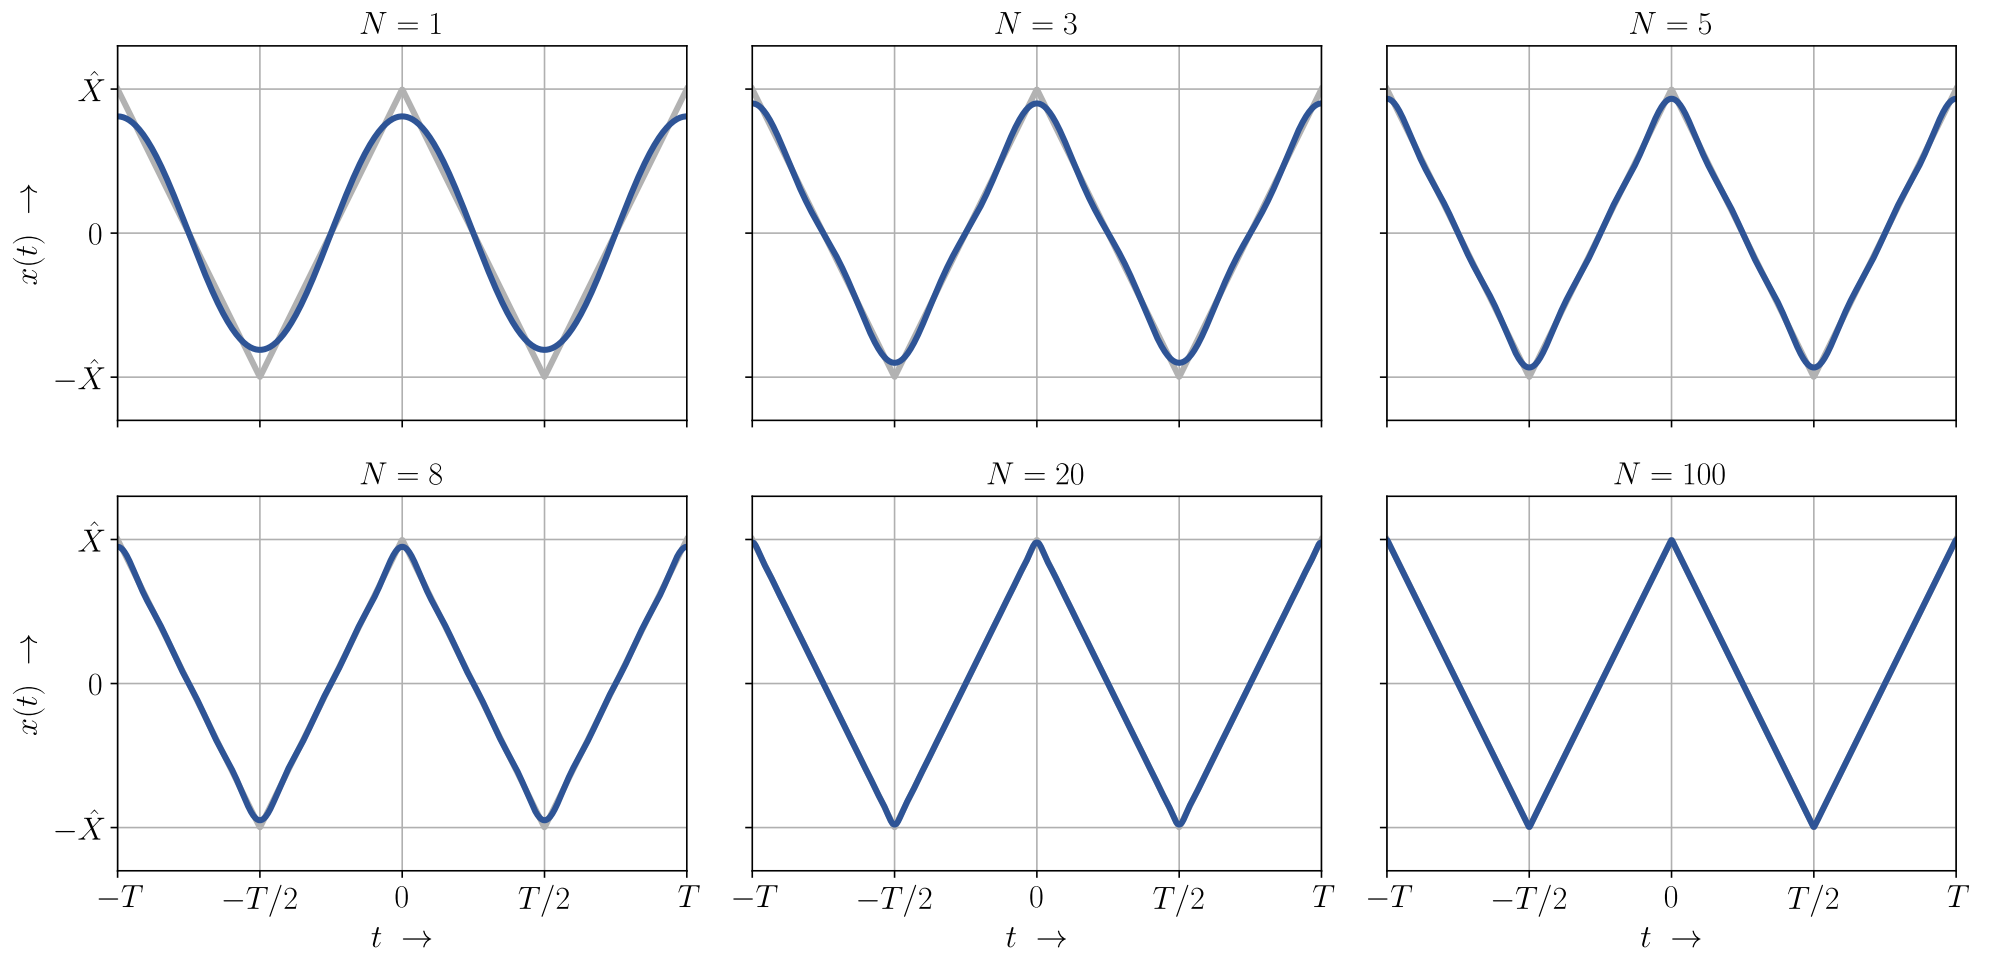 N = 1
N = 3
N = 5
X̂
0
−X̂
x(t) →
N = 8
N = 20
N = 100
X̂
0
−X̂
x(t) →
−T −T/2 0 T/2 T
−T −T/2 0 T/2 T
−T −T/2 0 T/2 T
t →
t →
t →